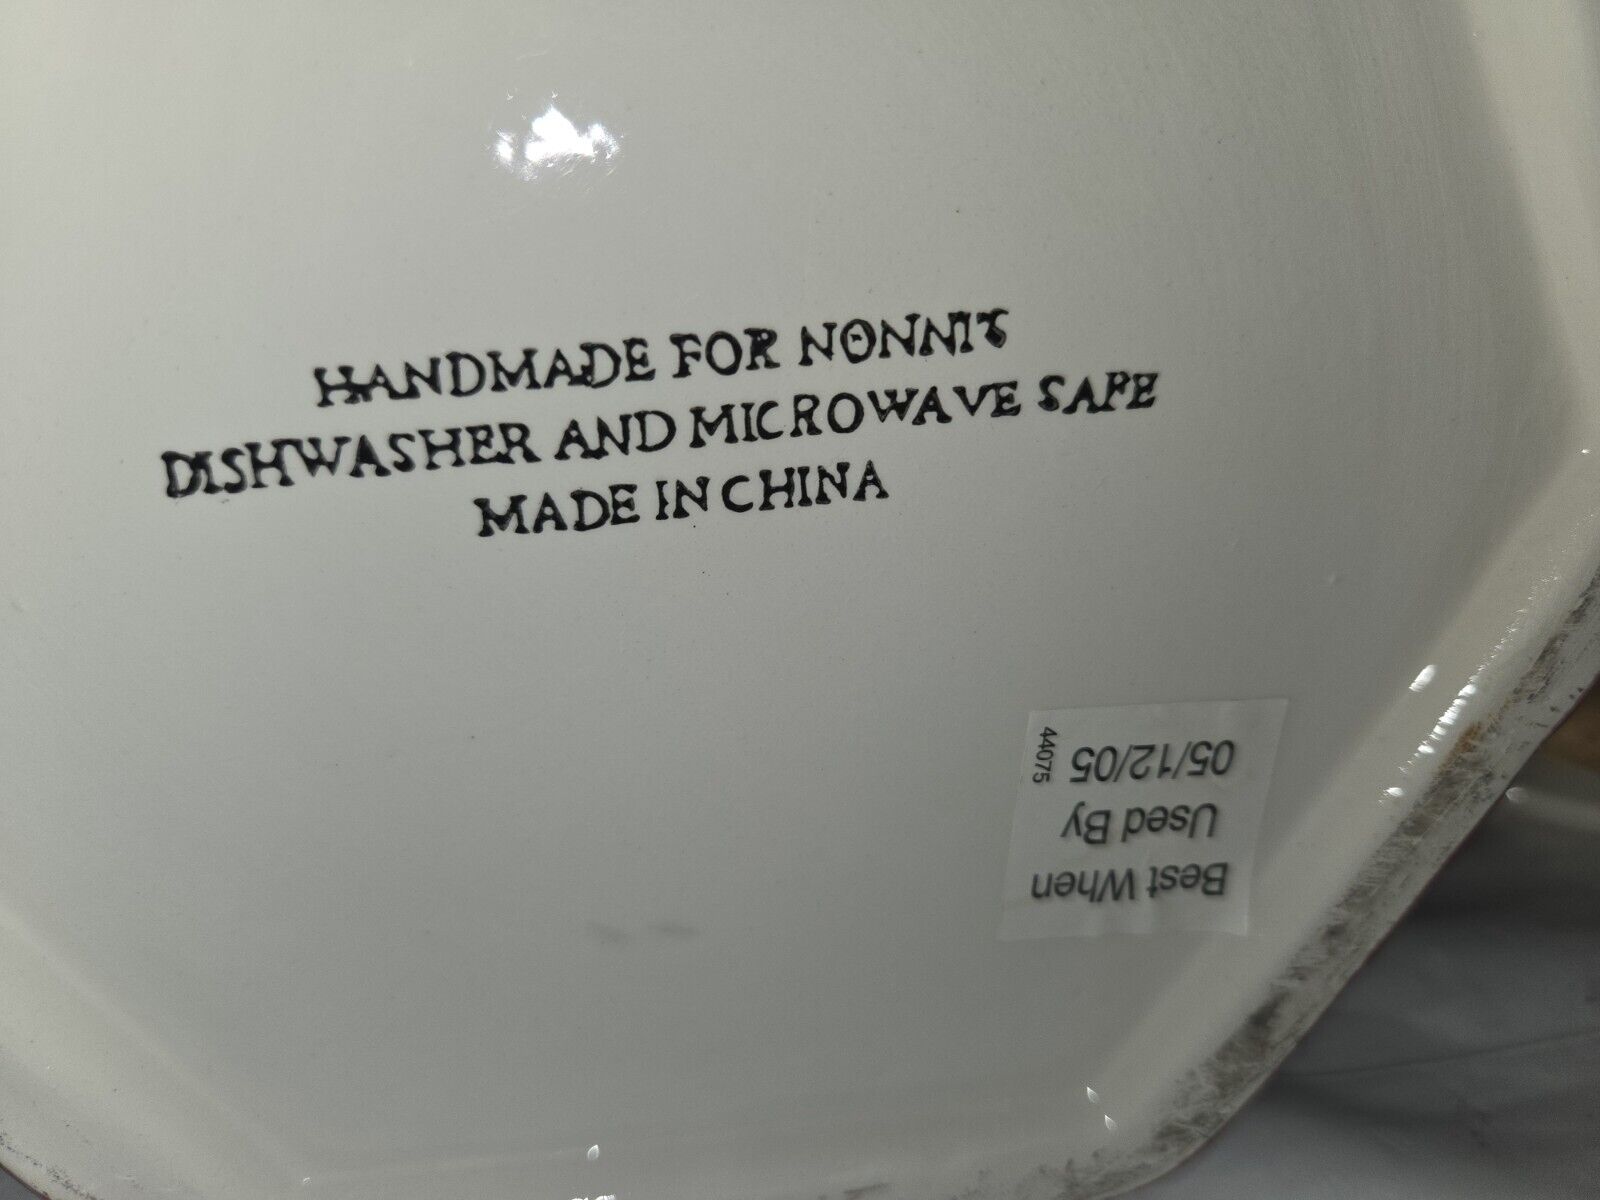 HANDMADE FOR NONNI'S
DISHWASHER AND MICROWAVE SAFE
MADE IN CHINA
Best When
Used By
05/12/05
44075